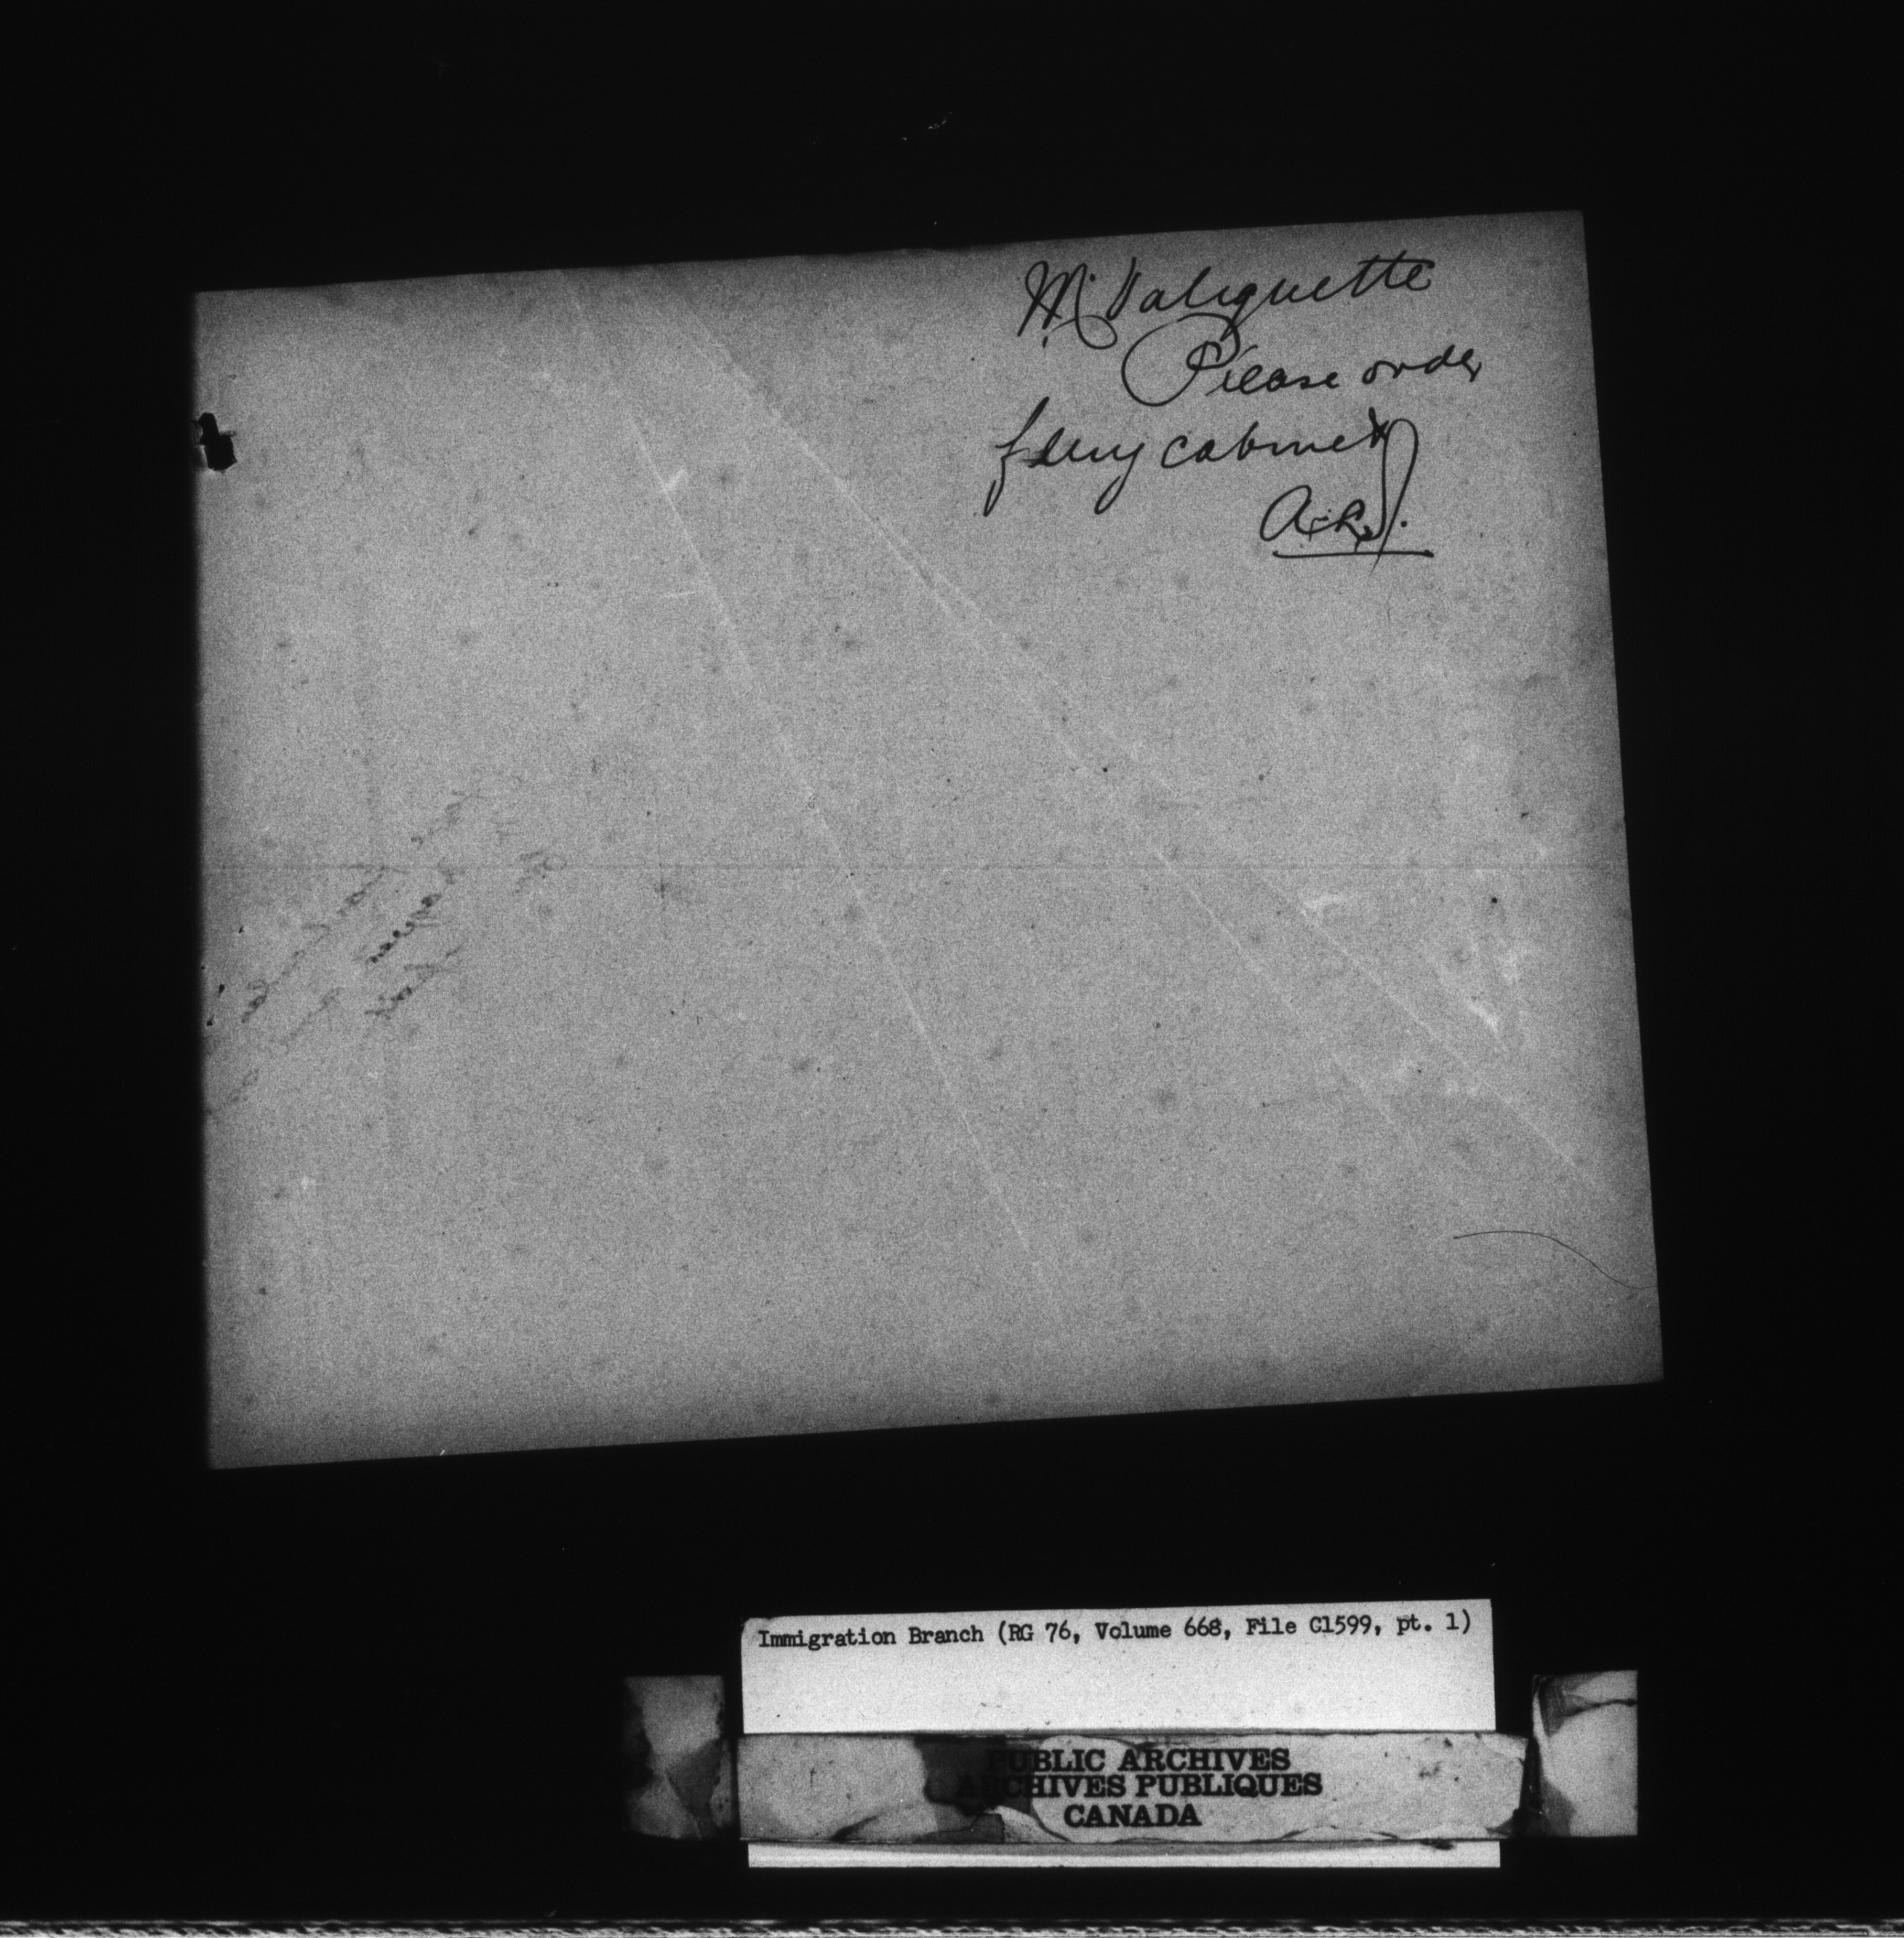 Mr. Valiquette
Please order
filing cabinet
Immigration Branch (RG 76, Volume 668, File C1599, pt. 1)
PUBLIC ARCHIVES
ARCHIVES PUBLIQUES
CANADA